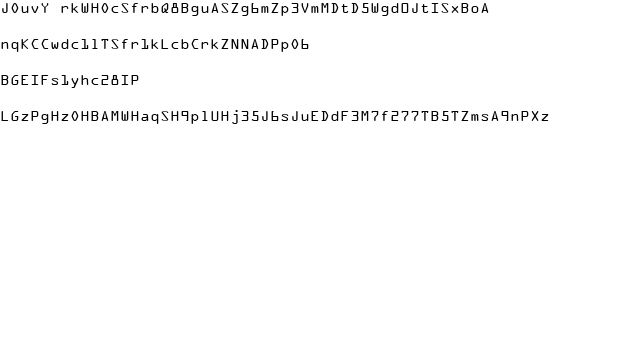 J0uvY rkWH0cSfrbQ8BguASZg6mZp3VmMDtD5WgdOJtISxBoA
nqKCCwdc11TSfr1kLcbCrkZNNADPp06
BGEIFs1yhc28IP
LGzPgHz0HBAMWHaqSH9p1UHj35J6sJuEDdF3M7f277TB5TZmsA9nPXz